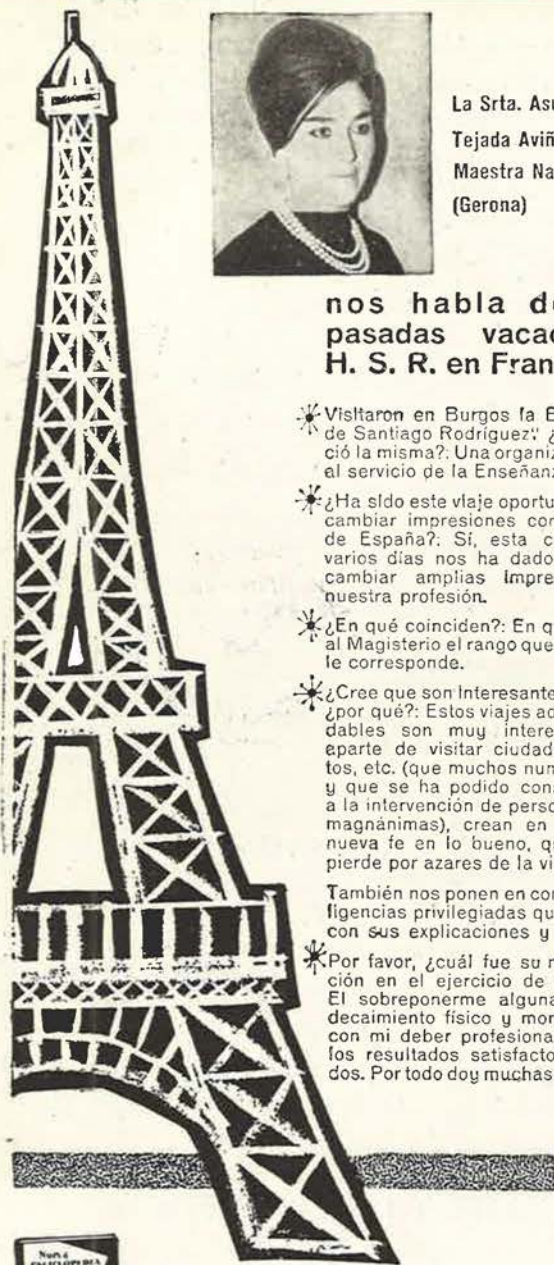 La Srta. Asu
Tejada Aviñ
Maestra Na
(Gerona)
nos habla d
pasadas vacac
H. S. R. en Fran
Visitaron en Burgos la E
de Santiago Rodríguez" ¿
ció la misma?: Una organiz
al servicio de la Enseñanz
¿Ha sido este viaje oportu
cambiar impresiones con
de España?: Sí, esta c
varios días nos ha dado
cambiar amplias impre
nuestra profesión.
¿En qué coinciden?: En qu
al Magisterio el rango que
le corresponde.
¿Cree que son interesante
¿por qué?: Estos viajes ad
dables son muy intere
aparte de visitar ciudad
tos, etc. (que muchos nun
y que se ha podido cons
a la intervención de perso
magnánimas), crean en
nueva fe en lo bueno, q
pierde por azares de la vi
También nos ponen en con
ligencias privilegiadas qu
con sus explicaciones y
Por favor, ¿cuál fue su m
ción en el ejercicio de
El sobreponerme alguna
decaimiento físico y mor
con mi deber profesiona
los resultados satisfacto
dos. Por todo doy muchas
Nueva
ENCICLOPEDIA